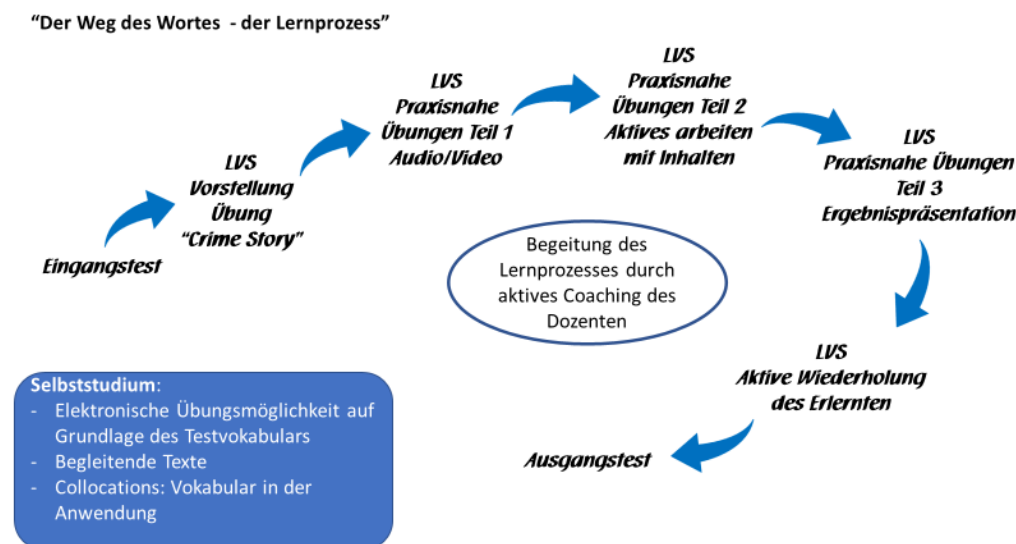 “Der Weg des Wortes - der Lernprozess”
Eingangstest
LVS
Vorstellung
Übung
“Crime Story”
LVS
Praxisnahe
Übungen Teil 1
Audio/Video
LVS
Praxisnahe
Übungen Teil 2
Aktives arbeiten
mit Inhalten
LVS
Praxisnahe Übungen
Teil 3
Ergebnispräsentation
LVS
Aktive Wiederholung
des Erlernten
Ausgangstest
Begeitung des
Lernprozesses durch
aktives Coaching des
Dozenten
Selbststudium:
- Elektronische Übungsmöglichkeit auf
Grundlage des Testvokabulars
- Begleitende Texte
- Collocations: Vokabular in der
Anwendung